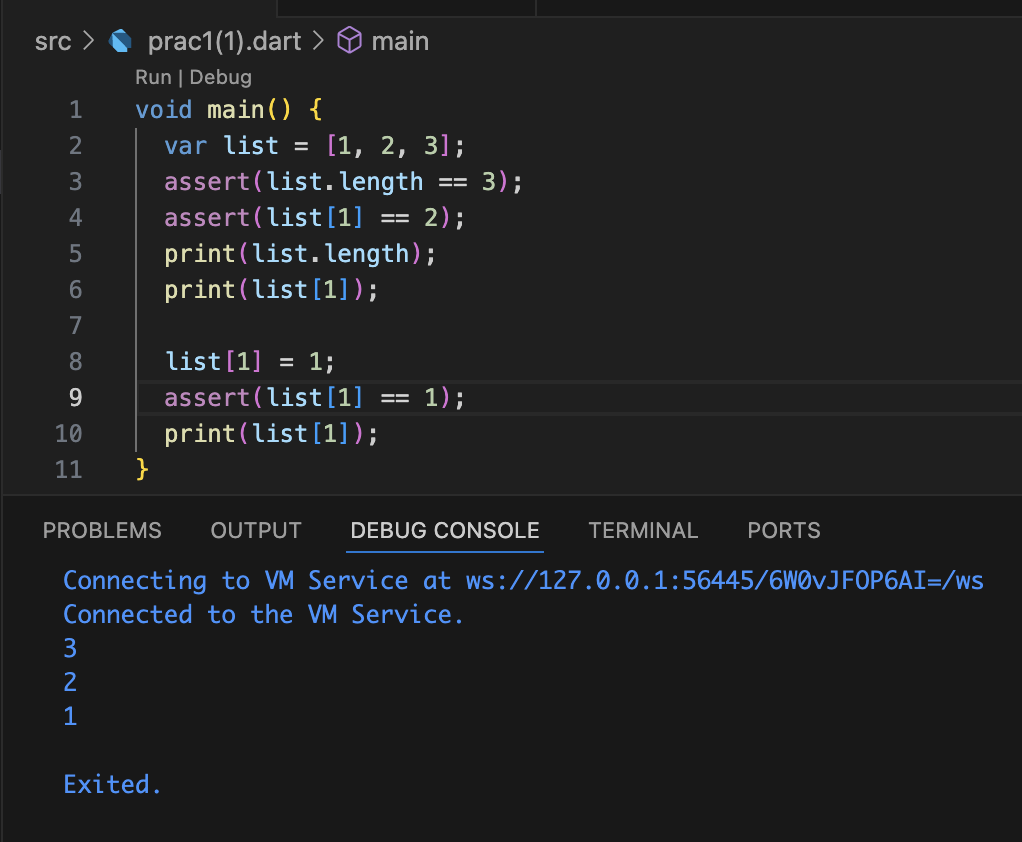 src > prac1(1).dart > main
Run | Debug
1 void main() {
2   var list = [1, 2, 3];
3   assert(list.length == 3);
4   assert(list[1] == 2);
5   print(list.length);
6   print(list[1]);
7
8   list[1] = 1;
9   assert(list[1] == 1);
10   print(list[1]);
11 }
PROBLEMS OUTPUT DEBUG CONSOLE TERMINAL PORTS
Connecting to VM Service at ws://127.0.0.1:56445/6W0vJFOP6AI=/ws
Connected to the VM Service.
3
2
1
Exited.